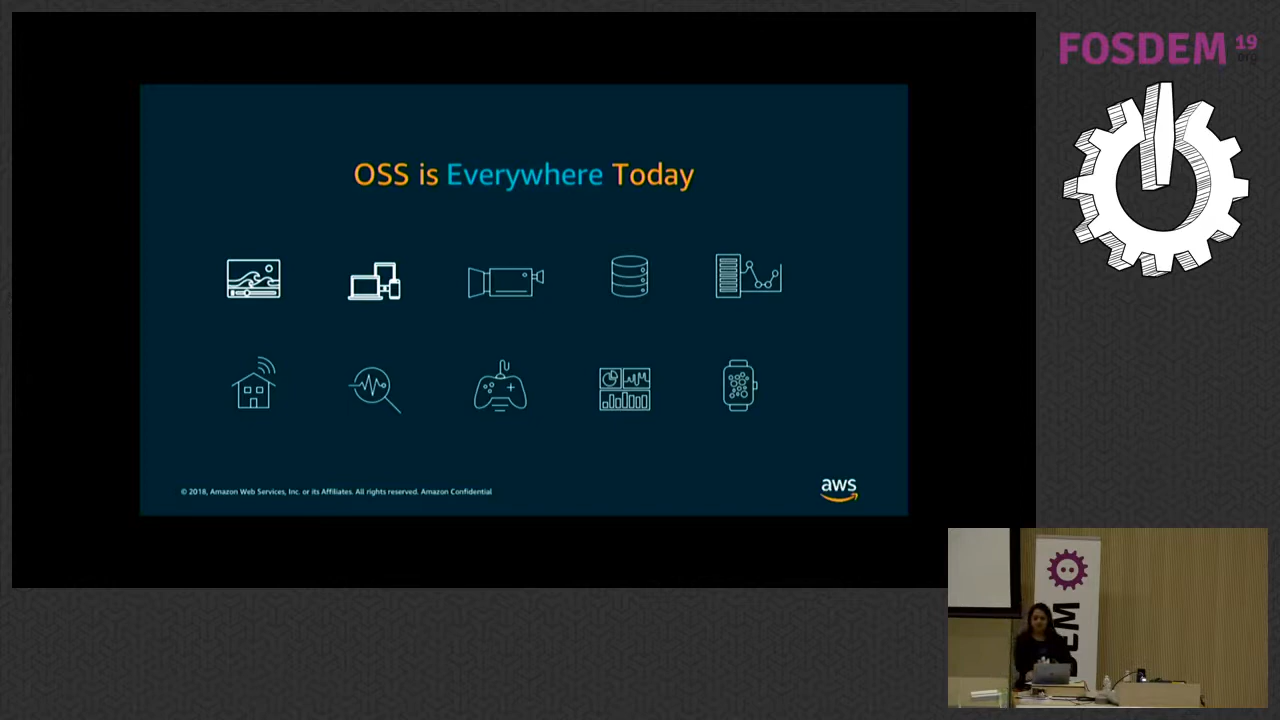 FOSDEM 19
.org
OSS is Everywhere Today
© 2018, Amazon Web Services, Inc. or its Affiliates. All rights reserved. Amazon Confidential
aws